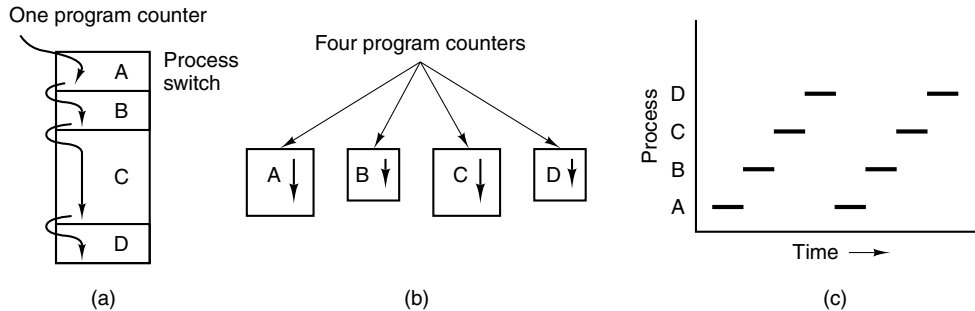 One program counter
Process
switch
A
B
C
D
(a)
Four program counters
A
B
C
D
(b)
Process
D
C
B
A
Time
(c)